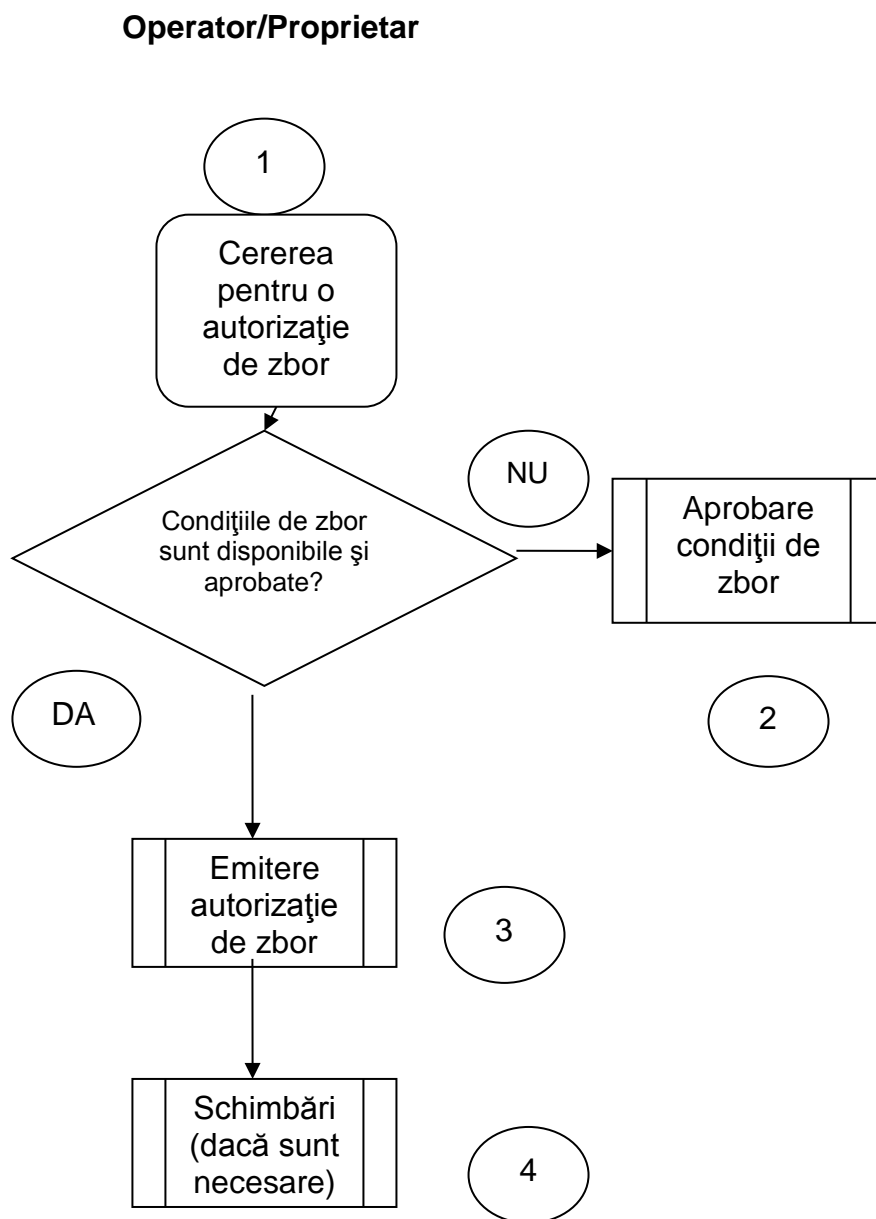 Operator/Proprietar
1
Cererea
pentru o
autorizaţie
de zbor
Condiţiile de zbor
sunt disponibile şi
aprobate?
NU
Aprobare
condiţii de
zbor
DA
2
Emitere
autorizaţie
de zbor
3
Schimbări
(dacă sunt
necesare)
4